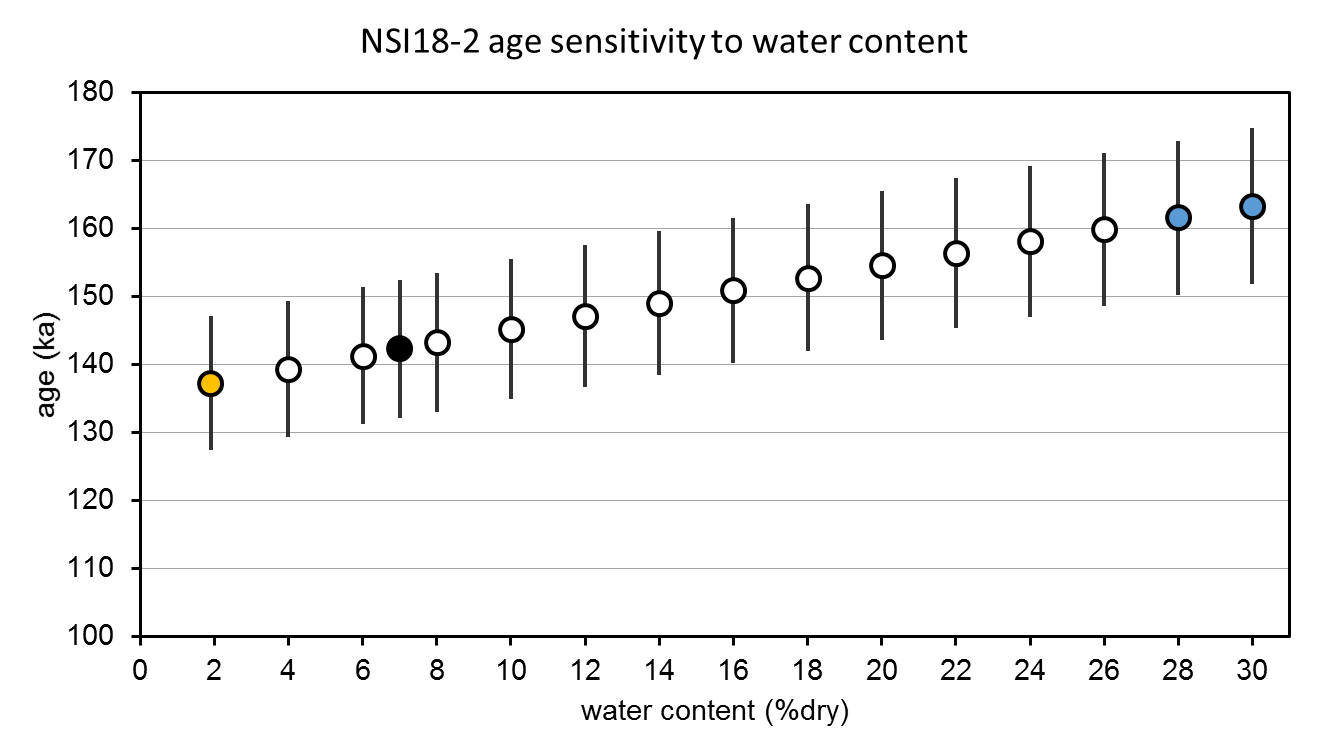 NSI18-2 age sensitivity to water content
180
170
160
150
140
130
120
110
100
age (ka)
0 2 4 6 8 10 12 14 16 18 20 22 24 26 28 30
water content (%dry)